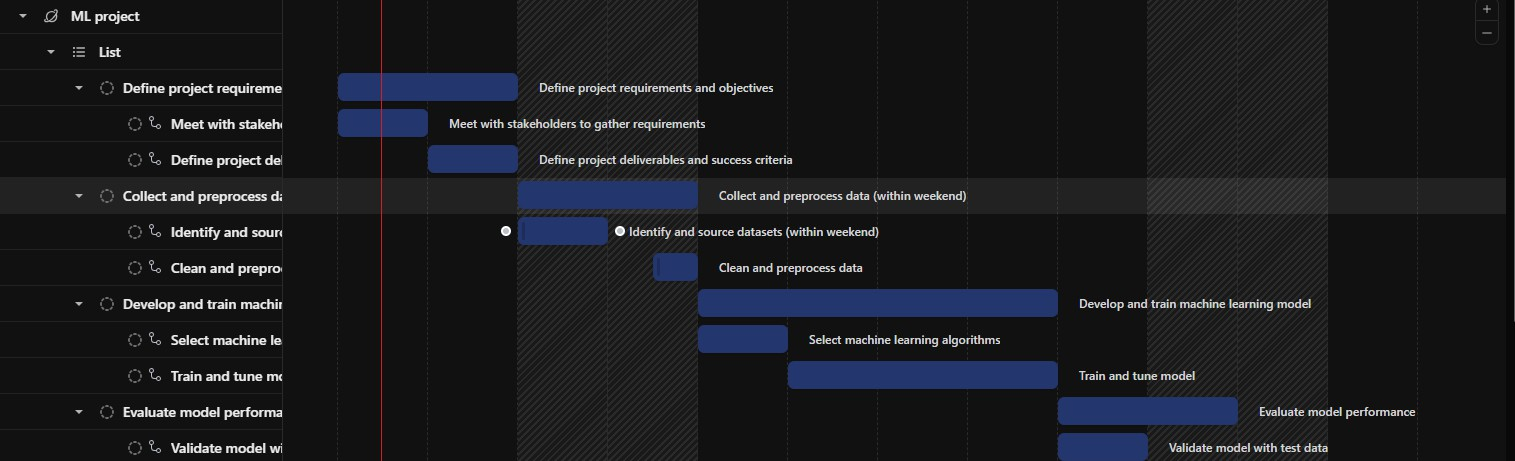 ML project
List
Define project requireme
Define project requirements and objectives
Meet with stakeh
Meet with stakeholders to gather requirements
Define project del
Define project deliverables and success criteria
Collect and preprocess da
Collect and preprocess data (within weekend)
Identify and sourc
Identify and source datasets (within weekend)
Clean and prepro
Clean and preprocess data
Develop and train machin
Develop and train machine learning model
Select machine le
Select machine learning algorithms
Train and tune mo
Train and tune model
Evaluate model performa
Evaluate model performance
Validate model wi
Validate model with test data